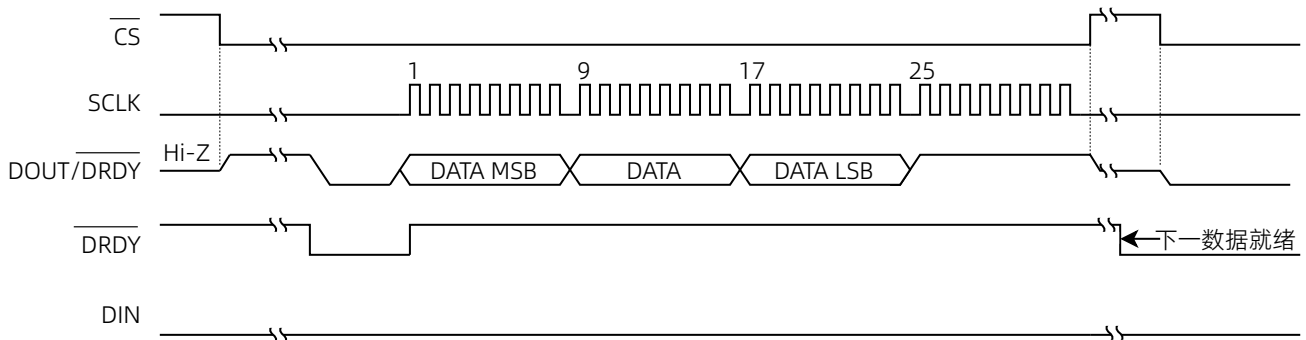 CS
1 9 17 25
SCLK
Hi-Z
DOUT/DRDY DATA MSB DATA DATA LSB
DRDY 下一数据就绪
DIN